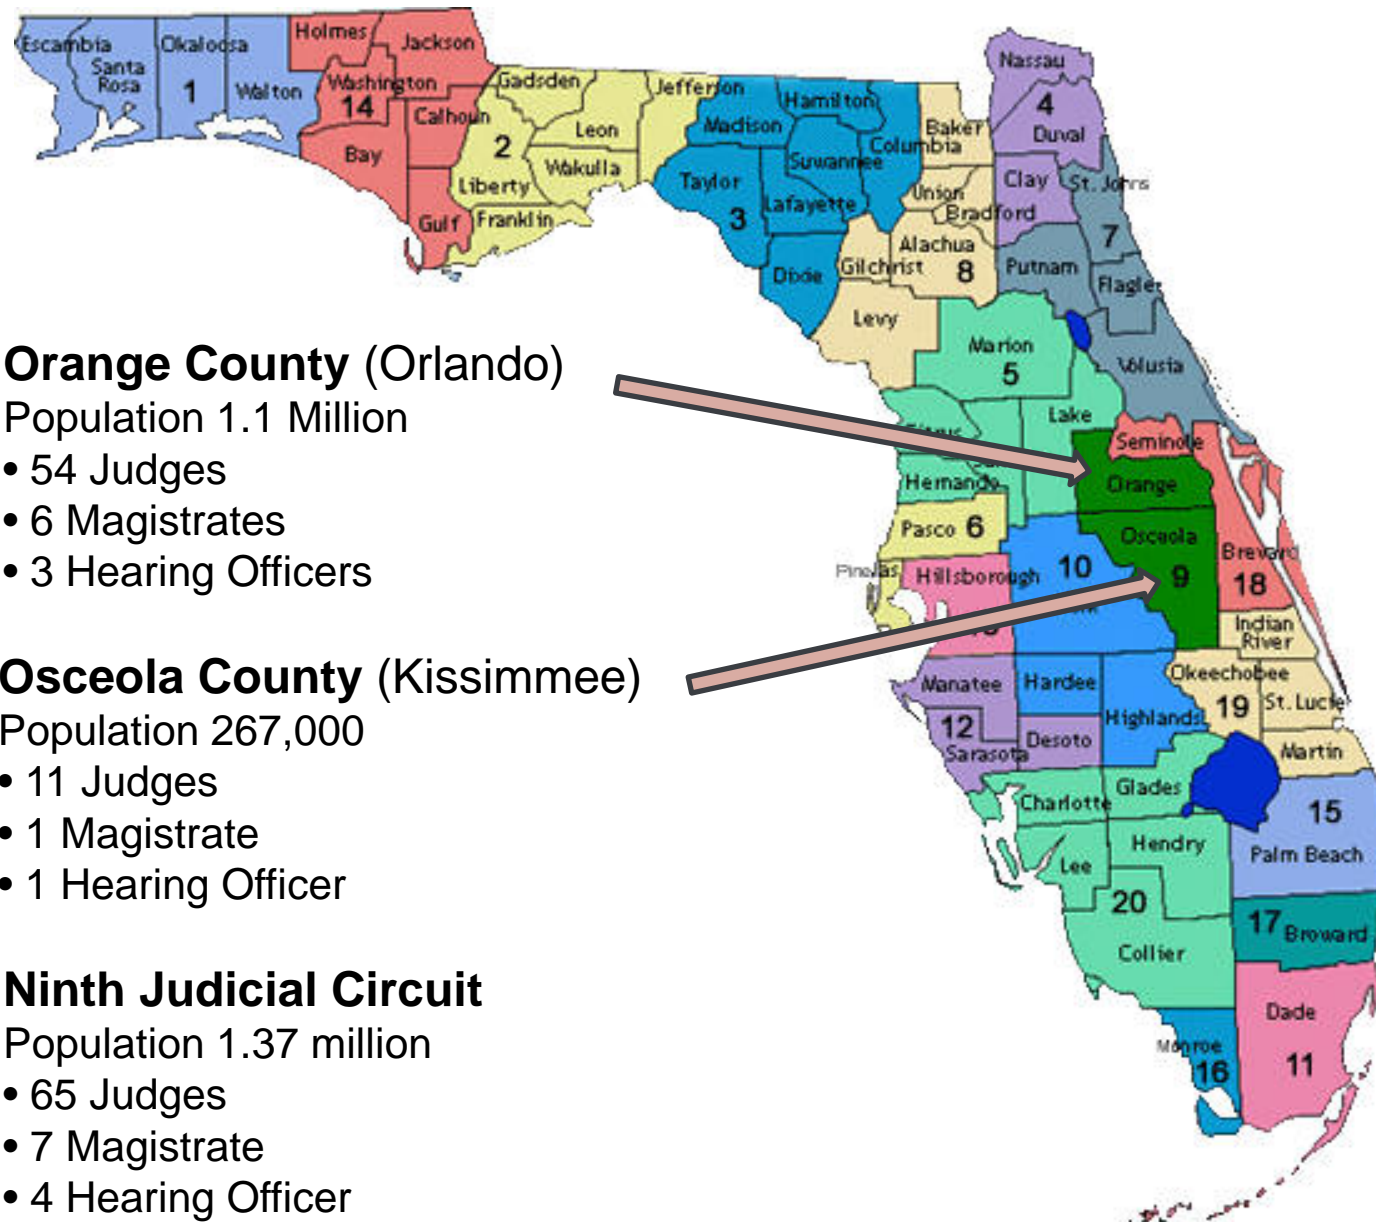 Escambia
Santa
Rosa
Okaloosa
1
Walton
Holmes
Jackson
Washington
14
Calhoun
Bay
Gulf
Gadsden
Leon
2
Wakulla
Liberty
Franklin
Jefferson
Madison
Hamilton
Suwannee
Columbia
Taylor
Lafayette
3
Dixie
Baker
Union
Bradford
Alachua
8
Gilchrist
Levy
Nassau
4
Duval
Clay
St. Johns
7
Putnam
Flagler
Volusia
Marion
5
Lake
Hernando
Seminole
Orange
Osceola
9
Brevard
18
Pasco 6
Pinellas
Hillsborough
10
Indian
River
Okeechobee
19
St. Lucie
Martin
Manatee
12
Sarasota
Hardee
Desoto
Highlands
Charlotte
Glades
Lee
Hendry
20
Collier
15
Palm Beach
17 Broward
Dade
11
Monroe
16
Orange County (Orlando)
Population 1.1 Million
• 54 Judges
• 6 Magistrates
• 3 Hearing Officers
Osceola County (Kissimmee)
Population 267,000
• 11 Judges
• 1 Magistrate
• 1 Hearing Officer
Ninth Judicial Circuit
Population 1.37 million
• 65 Judges
• 7 Magistrate
• 4 Hearing Officer